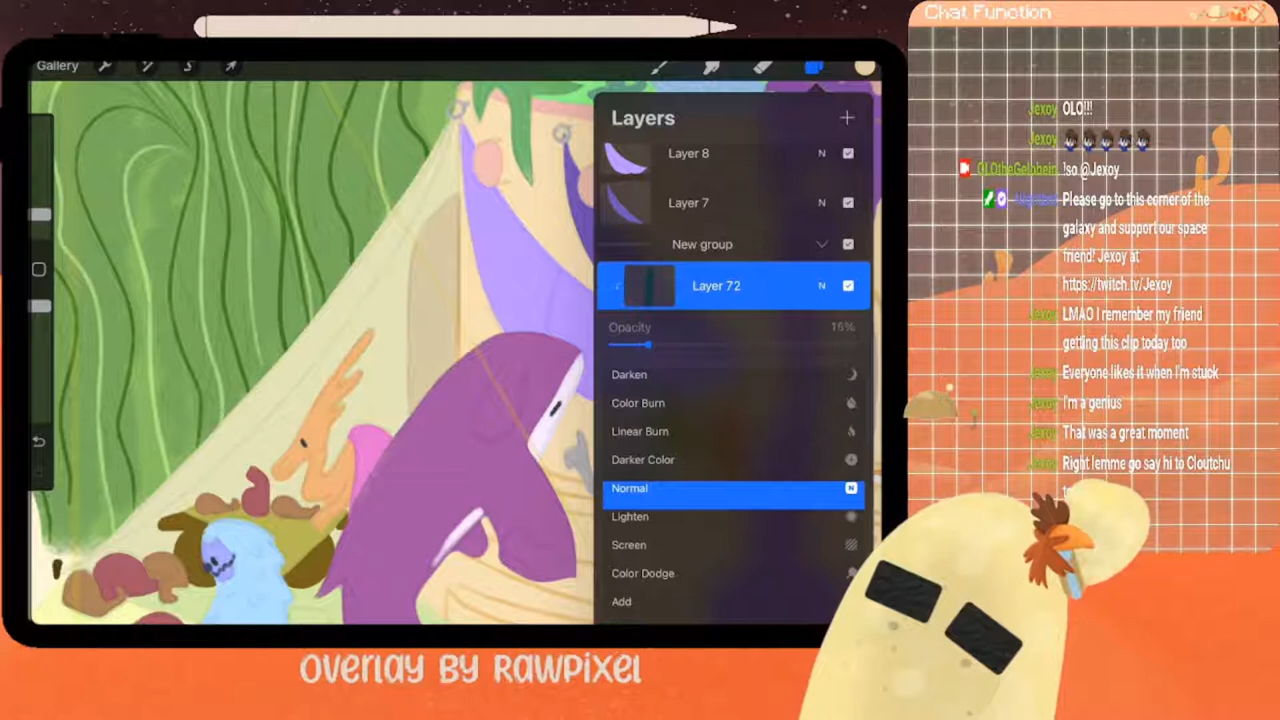 Chat Function
Gallery
Layers
Layer 8
N
Layer 7
N
New group
Layer 72
N
Opacity
15%
Darken
Color Burn
Linear Burn
Darker Color
Normal
N
Lighten
Screen
Color Dodge
Add
Jexoy OLO!!!
Jexoy
!so @Jexoy
Please go to this corner of the
galaxy and support our space
friend! Jexoy at
https://twitch.tv/Jexoy
Jexoy LMAO I remember my friend
getting this clip today too
Jexoy Everyone likes it when I'm stuck
Jexoy I'm a genius
Jexoy That was a great moment
Jexoy Right lemme go say hi to Cloutchu
OVERLAY BY RAWPIXEL